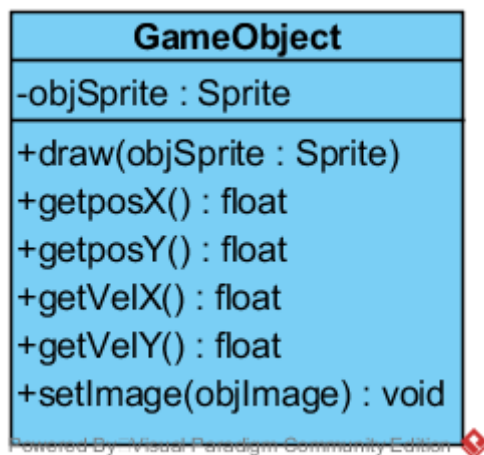 GameObject
-objSprite : Sprite
+draw(objSprite : Sprite)
+getposX() : float
+getposY() : float
+getVelX() : float
+getVelY() : float
+setImage(objImage) : void
Powered By Visual Paradigm Community Edition